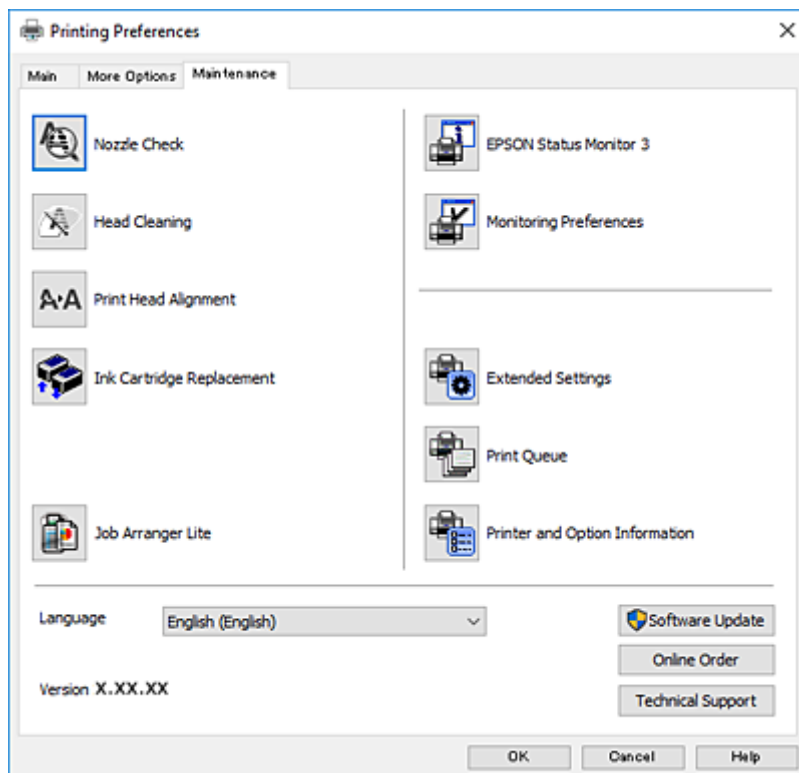 Printing Preferences
Main
More Options
Maintenance
Nozzle Check
Head Cleaning
A·A Print Head Alignment
Ink Cartridge Replacement
Job Arranger Lite
EPSON Status Monitor 3
Monitoring Preferences
Extended Settings
Print Queue
Printer and Option Information
Language
English (English)
Version X.XX.XX
Software Update
Online Order
Technical Support
OK
Cancel
Help